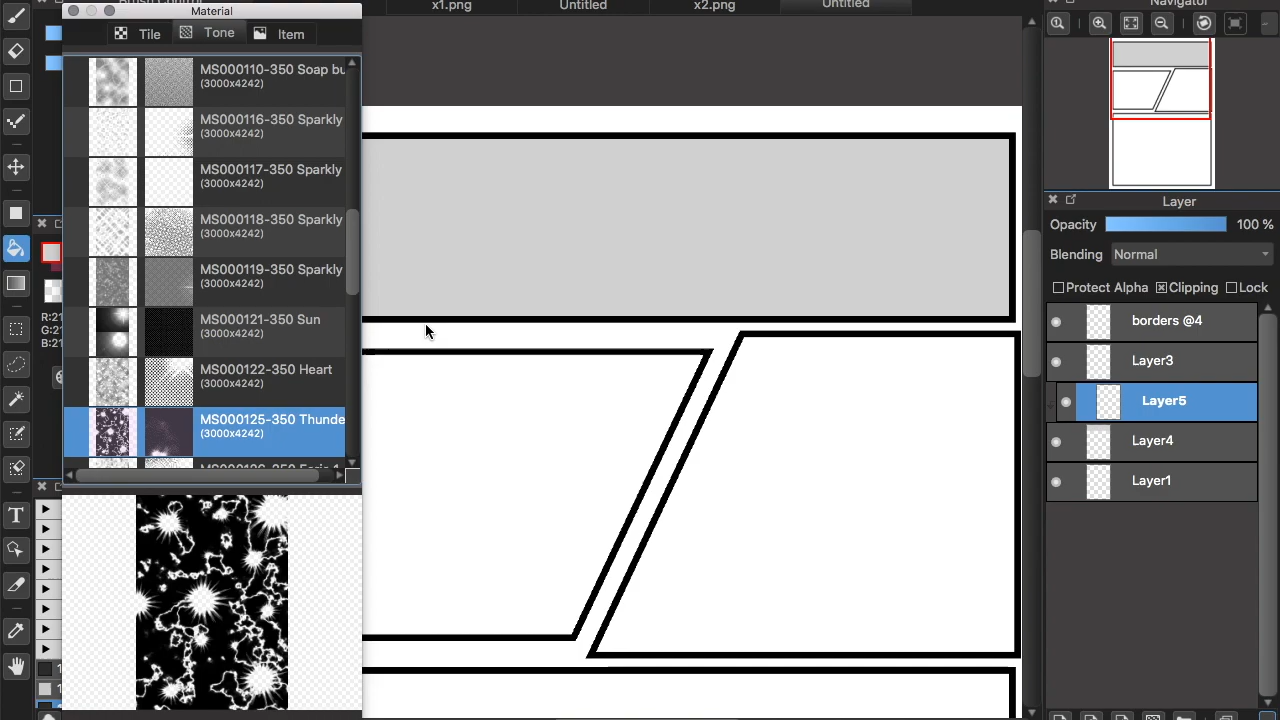 Material
Tile
Tone
Item
MS000110-350 Soap bu
(3000x4242)
MS000116-350 Sparkly
(3000x4242)
MS000117-350 Sparkly
(3000x4242)
MS000118-350 Sparkly
(3000x4242)
MS000119-350 Sparkly
(3000x4242)
MS000121-350 Sun
(3000x4242)
MS000122-350 Heart
(3000x4242)
MS000125-350 Thunde
(3000x4242)
R:21
G:21
B:21
T
x1.png
Untitled
x2.png
Untitled
Navigator
Layer
Opacity
100 %
Blending
Normal
Protect Alpha
Clipping
Lock
borders @4
Layer3
Layer5
Layer4
Layer1